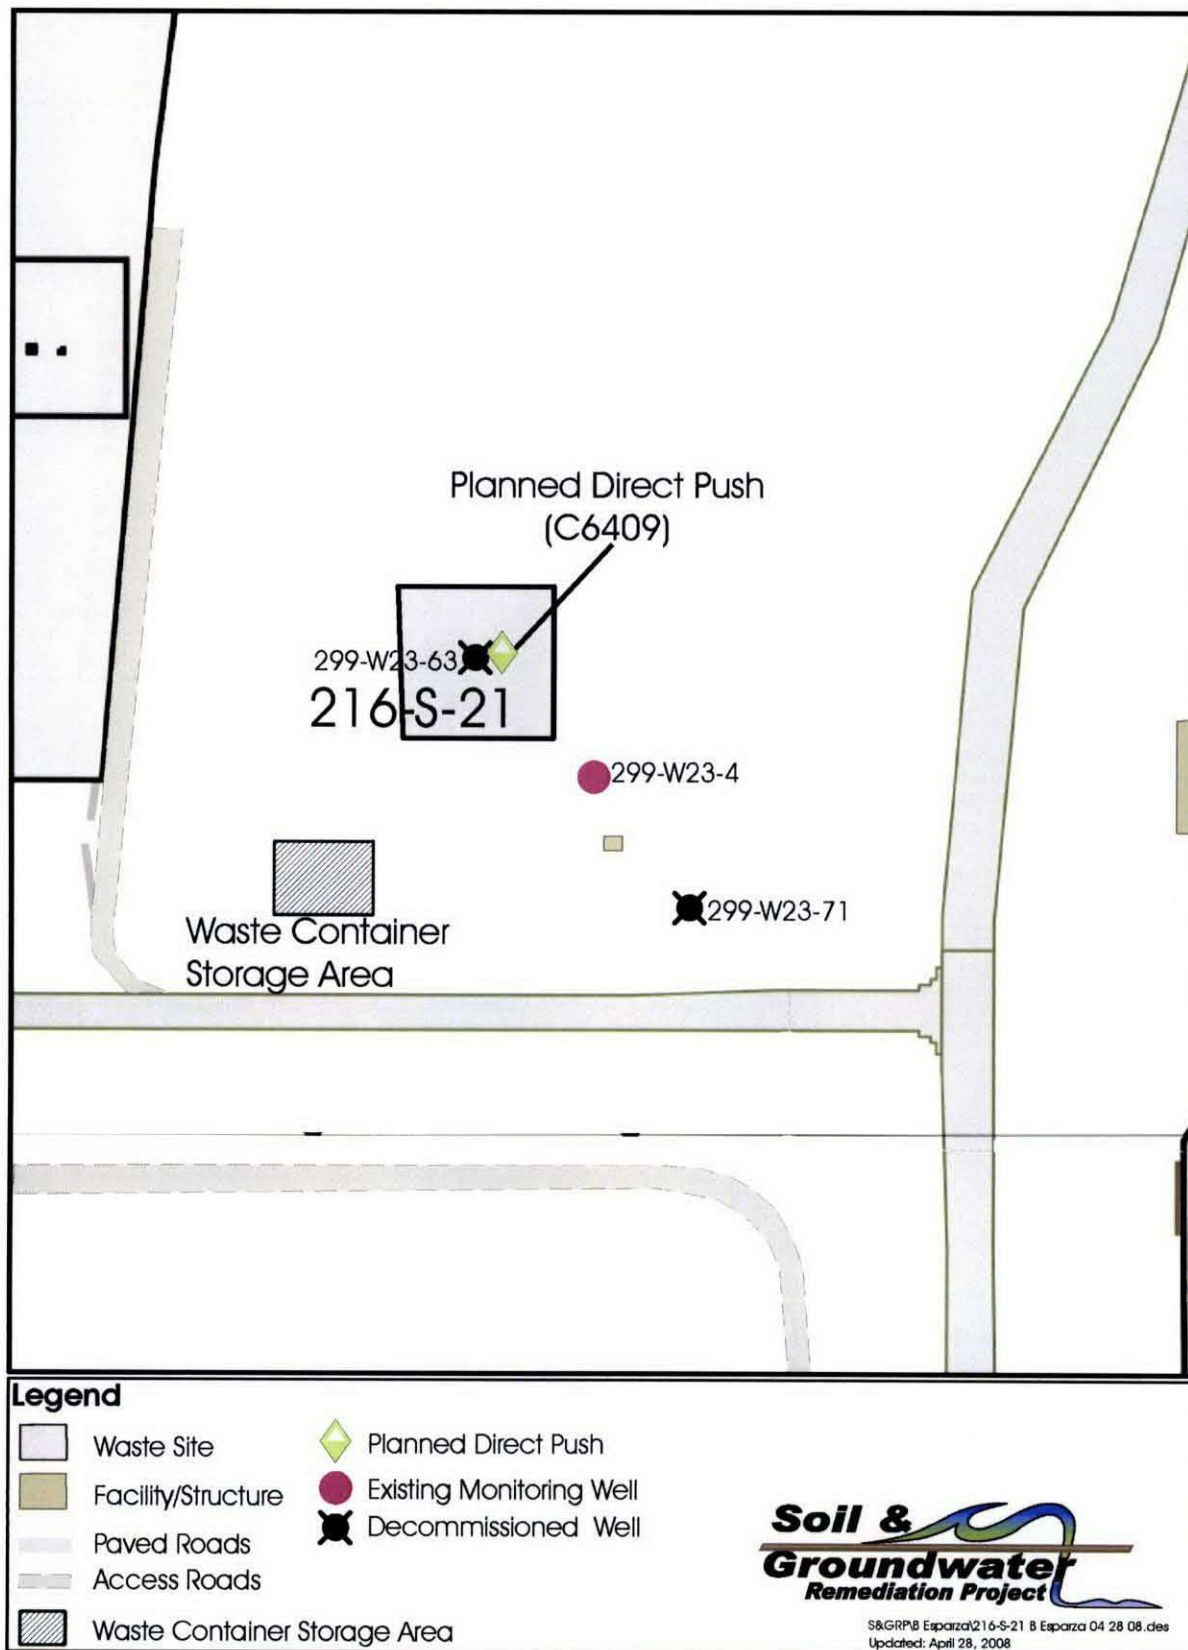 Planned Direct Push
(C6409)
299-W23-63
216-S-21
299-W23-4
299-W23-71
Waste Container
Storage Area
Legend
Waste Site
Facility/Structure
Paved Roads
Access Roads
Waste Container Storage Area
Planned Direct Push
Existing Monitoring Well
Decommissioned Well
Soil &
Groundwater
Remediation Project
S&GRP\B Esparza\216-S-21 B Esparza 04 28 08.des
Updated: April 28, 2008